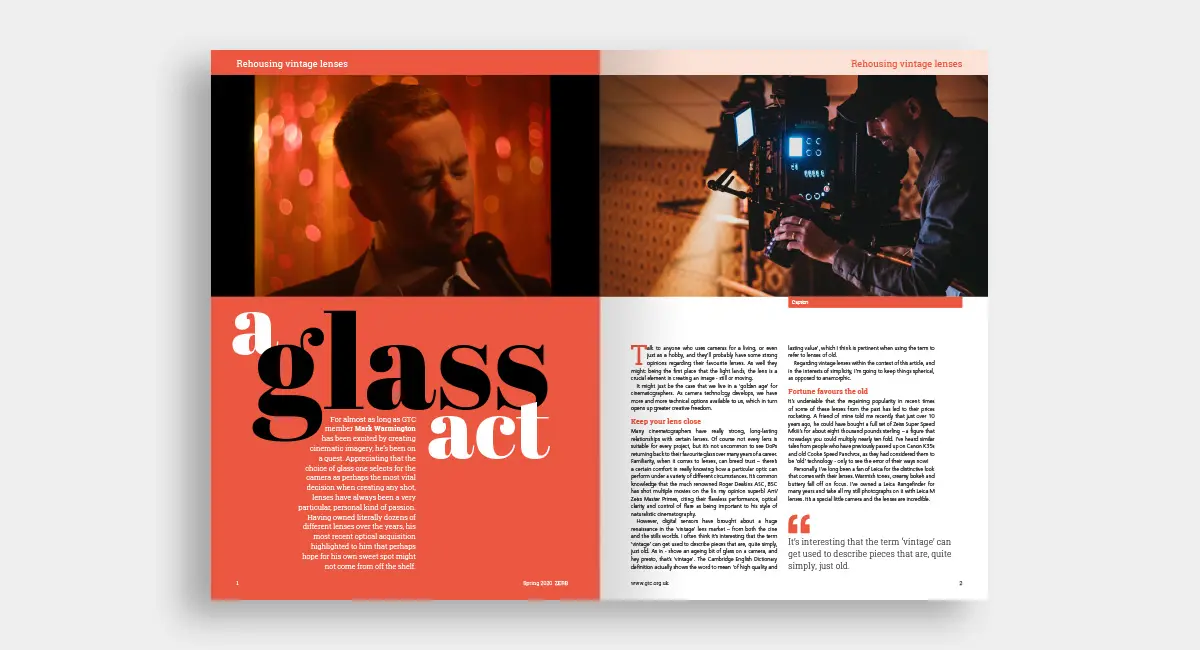 Rehousing vintage lenses
a
glass
act
For almost as long as GTC
member Mark Warmington
has been excited by creating
cinematic imagery, he's been on
a quest. Appreciating that the
choice of glass one selects for the
camera as perhaps the most vital
decision when creating any shot,
lenses have always been a very
particular, personal kind of passion.
Having owned literally dozens of
different lenses over the years, his
most recent optical acquisition
highlighted to him that perhaps
hope for his own sweet spot might
not come from off the shelf.
1
Spring 2020 ZERB
Rehousing vintage lenses
Caption
Talk to anyone who uses cameras for a living, or even
just as a hobby, and they'll probably have some strong
opinions regarding their favourite lenses. As well they
might: being the first place that the light lands, the lens is a
crucial element in creating an image - still or moving.
It might just be the case that we live in a 'golden age' for
cinematographers. As camera technology develops, we have
more and more technical options available to us, which in turn
opens up greater creative freedom.
Keep your lens close
Many cinematographers have really strong, long-lasting
relationships with certain lenses. Of course not every lens is
suitable for every project, but it's not uncommon to see DoPs
returning back to their favourite glass over many years of a career.
Familiarity, when it comes to lenses, can breed trust – there's
a certain comfort in really knowing how a particular optic can
perform under a variety of different circumstances. It's common
knowledge that the much renowned Roger Deakins ASC, BSC
has shot multiple movies on the (in my opinion superb) Arri/
Zeiss Master Primes, citing their flawless performance, optical
clarity and control of flare as being important to his style of
naturalistic cinematography.
However, digital sensors have brought about a huge
renaissance in the 'vintage' lens market – from both the cine
and the stills worlds. I often think it's interesting that the term
'vintage' can get used to describe pieces that are, quite simply,
just old. As in - shove an ageing bit of glass on a camera, and
hey presto, that's 'vintage'. The Cambridge English Dictionary
definition actually shows the word to mean 'of high quality and
lasting value', which I think is pertinent when using the term to
refer to lenses of old.
Regarding vintage lenses within the context of this article, and
in the interests of simplicity, I'm going to keep things spherical,
as opposed to anamorphic.
Fortune favours the old
It's undeniable that the regaining popularity in recent times
of some of these lenses from the past has led to their prices
rocketing. A friend of mine told me recently that just over 10
years ago, he could have bought a full set of Zeiss Super Speed
MkII's for about eight thousand pounds sterling – a figure that
nowadays you could multiply nearly ten fold. I've heard similar
tales from people who have previously passed up on Canon K35s
and old Cooke Speed Panchros, as they had considered them to
be 'old' technology - only to see the error of their ways now!
Personally I've long been a fan of Leica for the distinctive look
that comes with their lenses. Warmish tones, creamy bokeh and
buttery fall off on focus. I've owned a Leica Rangefinder for
many years and take all my still photographs on it with Leica M
lenses. It's a special little camera and the lenses are incredible.
“
It's interesting that the term 'vintage' can
get used to describe pieces that are, quite
simply, just old.
www.gtc.org.uk
2